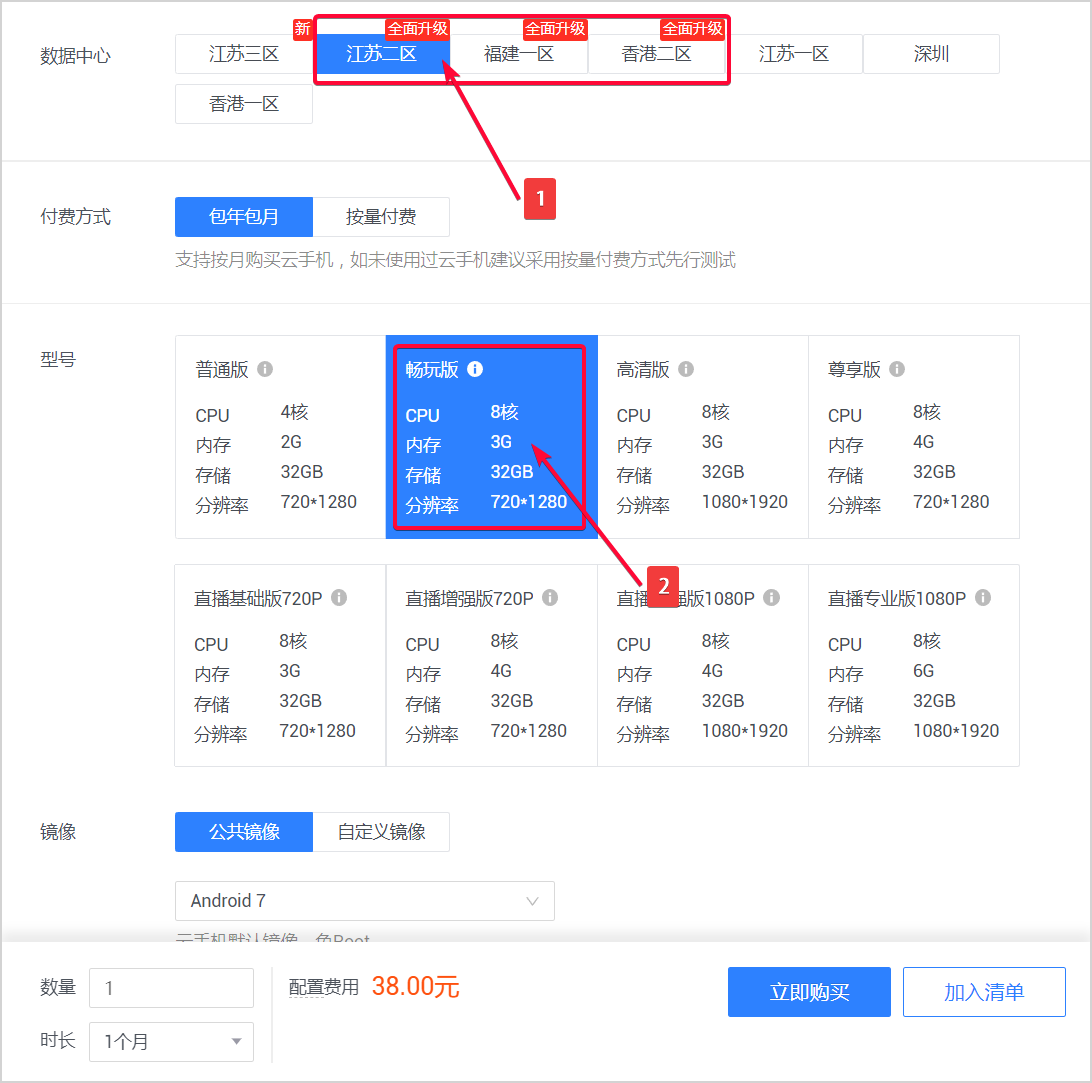 数据中心
新
全面升级
全面升级
全面升级
江苏三区 江苏二区 福建一区 香港二区 江苏一区 深圳
香港一区
1
付费方式 包年包月 按量付费
支持按月购买云手机，如未使用过云手机建议采用按量付费方式先行测试
型号
普通版
CPU 4核
内存 2G
存储 32GB
分辨率 720*1280
畅玩版
CPU 8核
内存 3G
存储 32GB
分辨率 720*1280
高清版
CPU 8核
内存 3G
存储 32GB
分辨率 1080*1920
尊享版
CPU 8核
内存 4G
存储 32GB
分辨率 720*1280
2
直播基础版720P
CPU 8核
内存 3G
存储 32GB
分辨率 720*1280
直播增强版720P
CPU 8核
内存 4G
存储 32GB
分辨率 720*1280
直播 强版1080P
CPU 8核
内存 4G
存储 32GB
分辨率 1080*1920
直播专业版1080P
CPU 8核
内存 6G
存储 32GB
分辨率 1080*1920
镜像 公共镜像 自定义镜像
Android 7
数量 1
配置费用 38.00元
立即购买 加入清单
时长 1个月